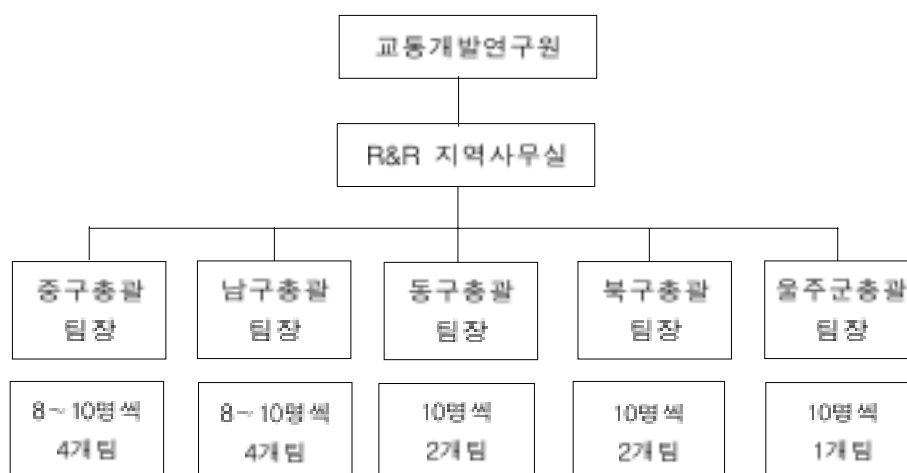 교통개발연구원
R&R 지역사무실
중구총괄
팀장
남구총괄
팀장
동구총괄
팀장
북구총괄
팀장
울주군총괄
팀장
8~10명씩
4개팀
8~10명씩
4개팀
10명씩
2개팀
10명씩
2개팀
10명씩
1개팀